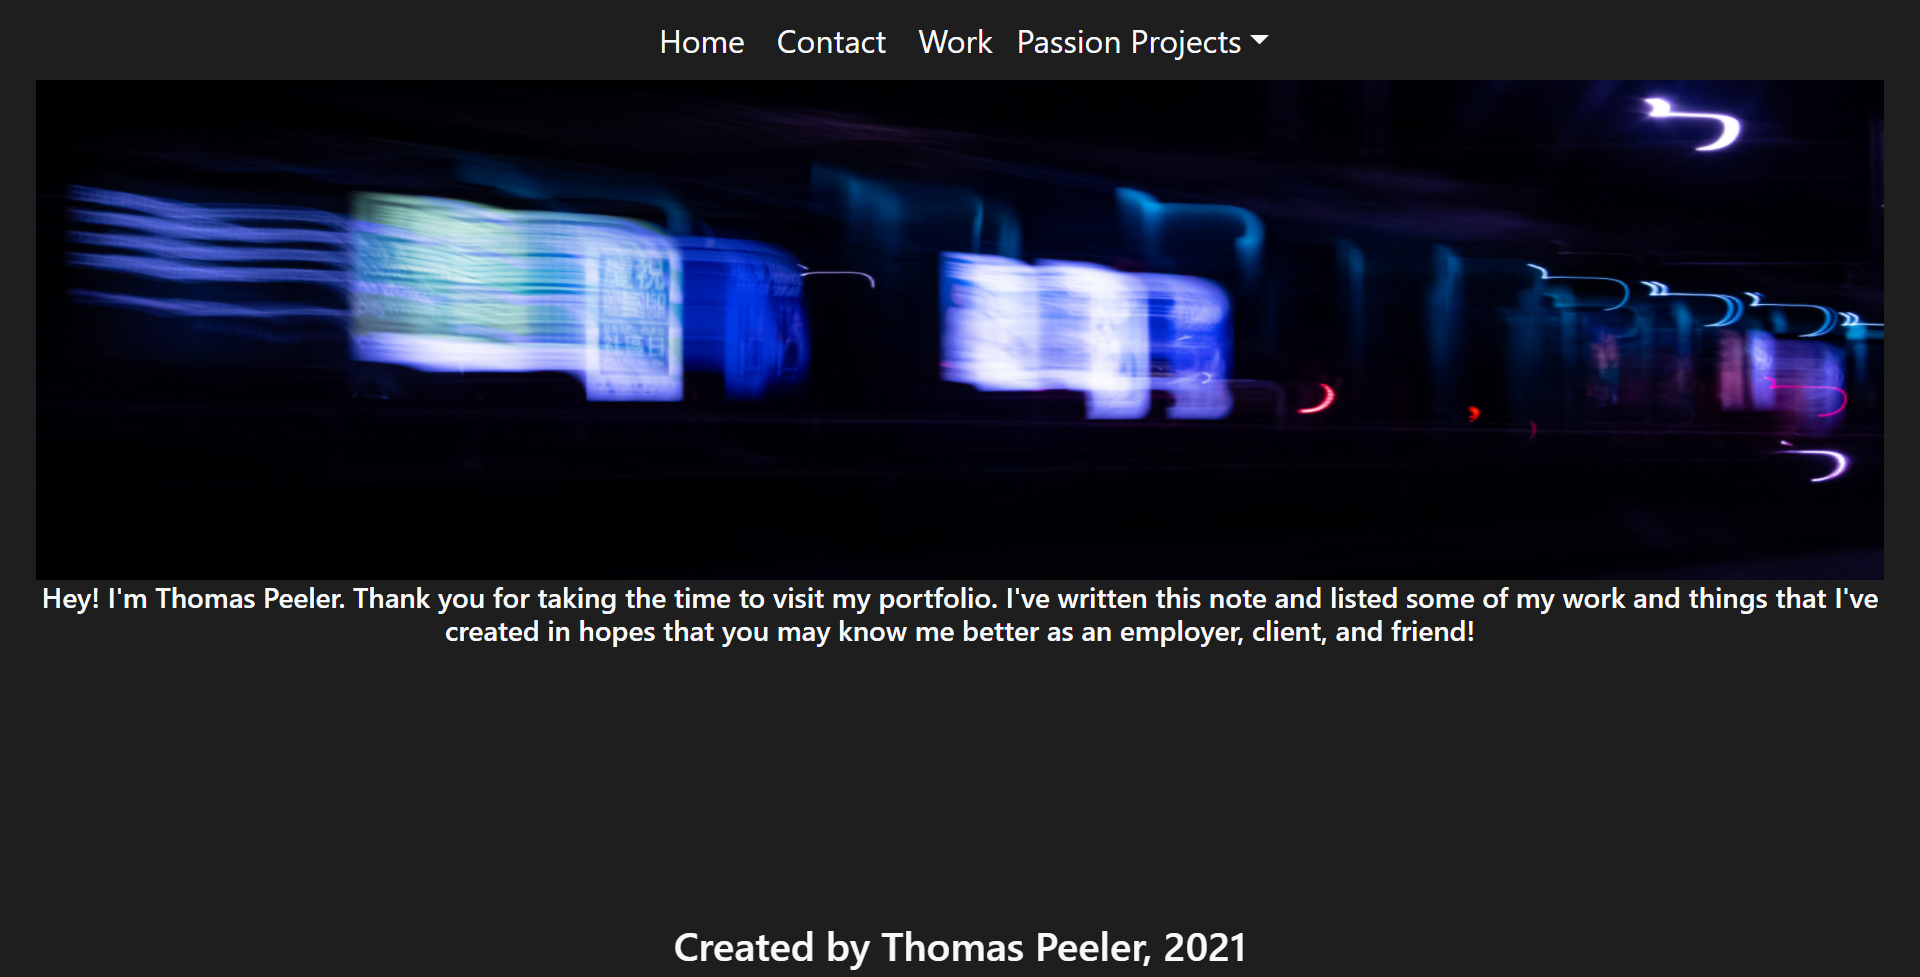 Home Contact Work Passion Projects
祝
Hey! I'm Thomas Peeler. Thank you for taking the time to visit my portfolio. I've written this note and listed some of my work and things that I've
created in hopes that you may know me better as an employer, client, and friend!
Created by Thomas Peeler, 2021